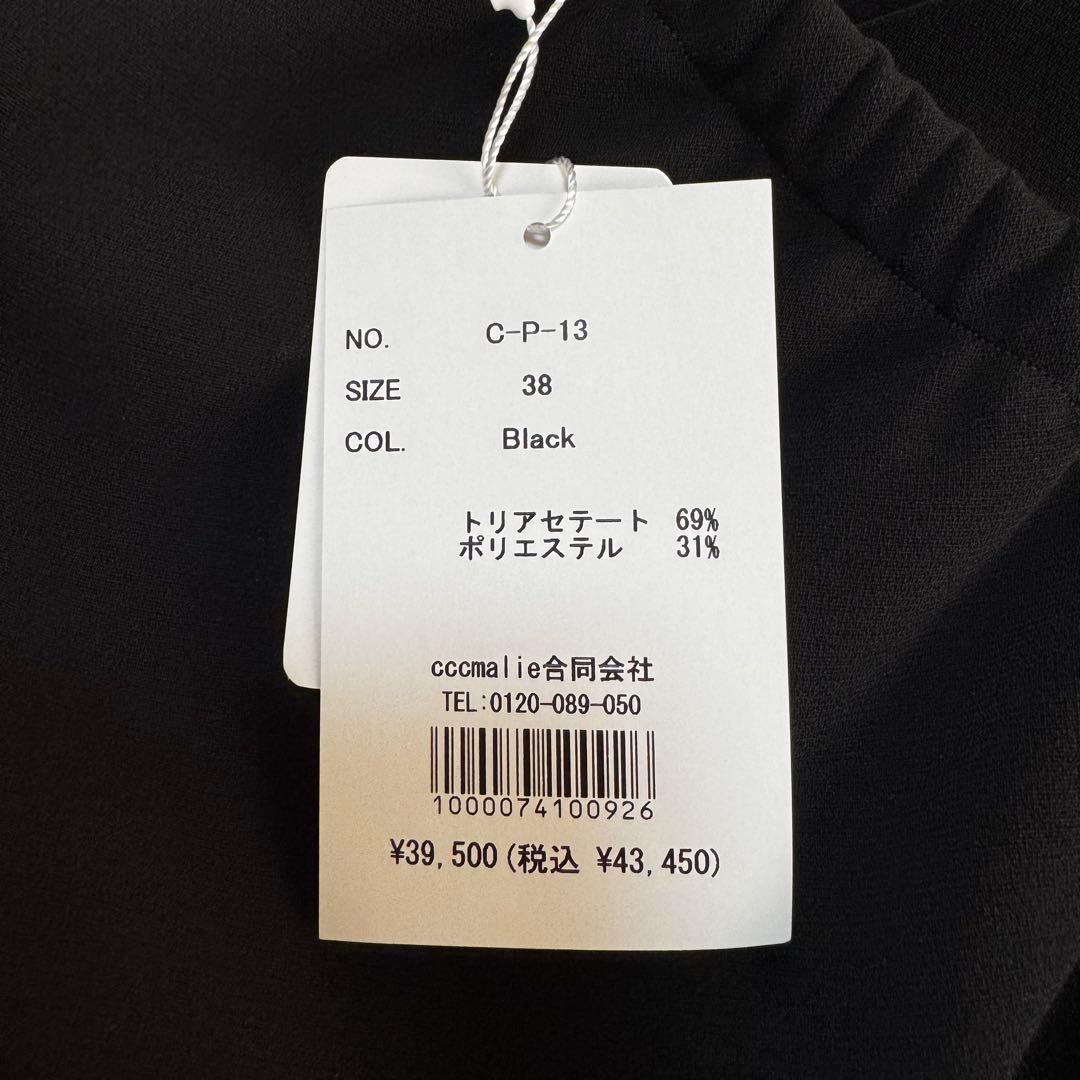 NO. C-P-13
SIZE 38
COL. Black
トリアセテート 69%
ポリエステル 31%
cccmalie合同会社
TEL:0120-089-050
1000074100926
¥39,500(税込 ¥43,450)